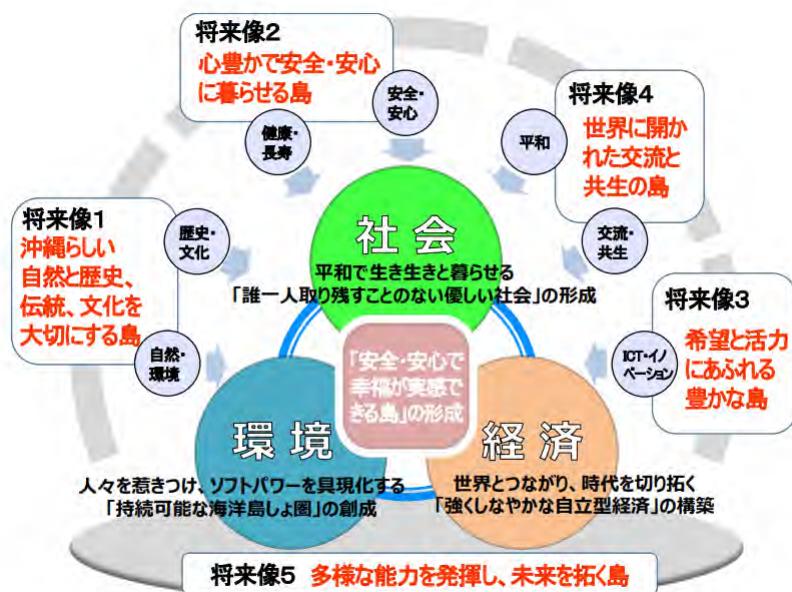 将来像2
心豊かで安全・安心
に暮らせる島
安全・
安心
健康・
長寿
将来像4
世界に開か
れた交流と
共生の島
平和
交流・
共生
将来像1
沖縄らしい
自然と歴史、
伝統、文化を
大切にする島
歴史・
文化
自然・
環境
社会
平和で生き生きと暮らせる
「誰一人取り残すことのない優しい社会」の形成
将来像3
希望と活力
にあふれる
豊かな島
ICT・イノ
ベーション
「安全・安心で
幸福が実感で
きる島」の形成
環境
人々を惹きつけ、ソフトパワーを具現化する
「持続可能な海洋島しょ圏」の創成
経済
世界とつながり、時代を切り拓く
「強くしなやかな自立型経済」の構築
将来像5 多様な能力を発揮し、未来を拓く島